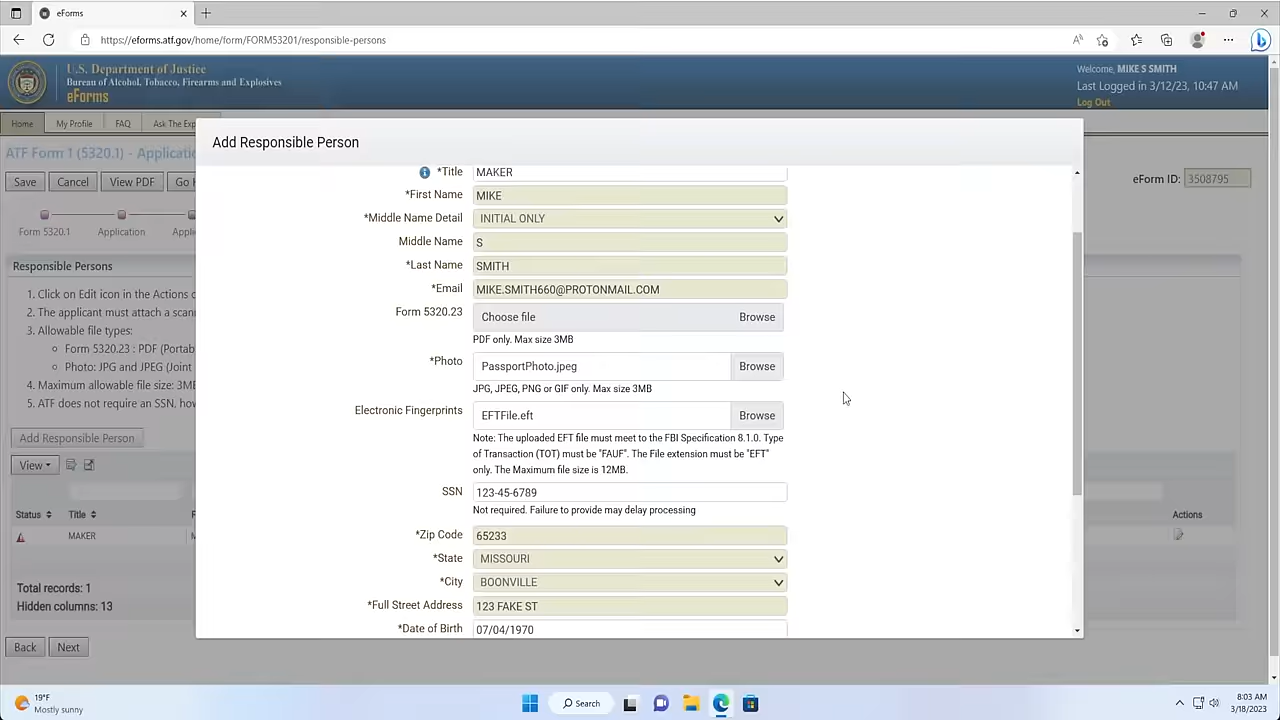 eForms
https://eforms.atf.gov/home/form/FORM53201/responsible-persons
U.S. Department of Justice
Bureau of Alcohol, Tobacco, Firearms and Explosives
eForms
Welcome, MIKE S SMITH
Last Logged in 3/12/23, 10:47 AM
Log Out
Home My Profile FAQ Ask The Exp
ATF Form 1 (5320.1) - Applicatio
Save Cancel View PDF Go
eForm ID: 3508795
Form 5320.1 Application
Responsible Persons
1. Click on Edit icon in the Actions c
2. The applicant must attach a scan
3. Allowable file types:
Form 5320.23 : PDF (Portab
Photo: JPG and JPEG (Joint
4. Maximum allowable file size: 3ME
5. ATF does not require an SSN, how
Add Responsible Person
View
Status Title Actions
MAKER
Total records: 1
Hidden columns: 13
Back Next
Add Responsible Person
*Title MAKER
*First Name MIKE
*Middle Name Detail INITIAL ONLY
Middle Name S
*Last Name SMITH
*Email MIKE.SMITH660@PROTONMAIL.COM
Form 5320.23 Choose file Browse
PDF only. Max size 3MB
*Photo PassportPhoto.jpeg Browse
JPG, JPEG, PNG or GIF only. Max size 3MB
Electronic Fingerprints EFTFile.eft Browse
Note: The uploaded EFT file must meet to the FBI Specification 8.1.0. Type
of Transaction (TOT) must be "FAUF". The File extension must be "EFT"
only. The Maximum file size is 12MB.
SSN 123-45-6789
Not required. Failure to provide may delay processing
*Zip Code 65233
*State MISSOURI
*City BOONVILLE
*Full Street Address 123 FAKE ST
*Date of Birth 07/04/1970
19°F
Mostly sunny
Search
8:03 AM
3/18/2023